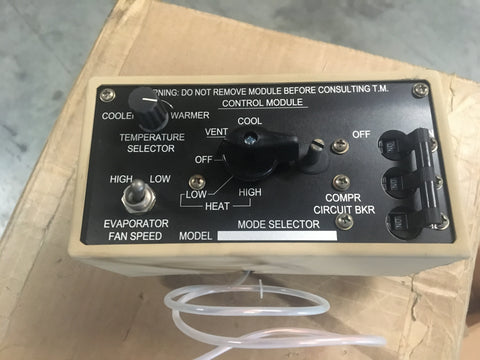 WARNING: DO NOT REMOVE MODULE BEFORE CONSULTING T.M.
CONTROL MODULE
COOLER WARMER
TEMPERATURE
SELECTOR
COOL
VENT
OFF
LOW
HIGH
HEAT
OFF
HIGH LOW
EVAPORATOR
FAN SPEED
COMPR
CIRCUIT BKR
MODE SELECTOR
MODEL